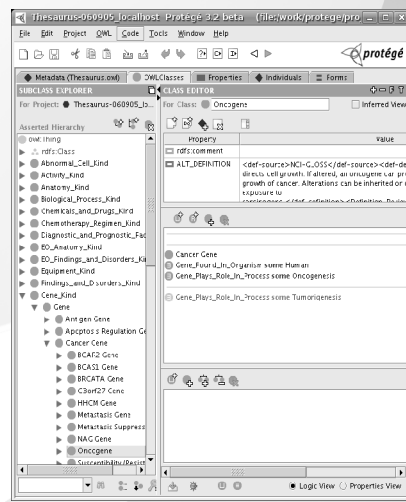 Thesaurus-060905_localhost Protégé 3.2 beta (file:/work/protege/pro
File Edit Project OWL Code Tools Window Help
protégé
Metadata (Thesaurus.owl) OWLClasses Properties Individuals Forms
SUBCLASS EXPLORER
For Project: Thesaurus-060905_lo...
Asserted Hierarchy
owl:Thing
rdfs:Class
Abnormal_Cell_Kind
Activity_Kind
Anatomy_Kind
Biological_Process_Kind
Chemicals_and_Drugs_Kind
Chemotherapy_Regimen_Kind
Diagnostic_and_Prognostic_Fac
EO_Anatomy_Kind
EO_Findings_and_Disorders_Ki
Equipment_Kind
Findings_and_Disorders_Kind
Gene_Kind
Gene
Antigen Gene
Apoptosis Regulation Ge
Cancer Gene
BCAR2 Gene
BCAS1 Gene
BRCATA Gene
C3orf27 Gene
HHCM Gene
Metastasis Gene
Metastasis Suppress
NAG Gene
Oncogene
Susceptibility/Resist
CLASS EDITOR
For Class: Oncogene Inferred View
Property Value
rdfs:comment
ALT_DEFINITION <def-source>NCI-GLOSS</def-source><def-de
directs cell growth. If altered, an oncogene can pro
growth of cancer. Alterations can be inherited or
exposure to
Cancer Gene
Gene_Found_In_Organism some Human
Gene_Plays_Role_In_Process some Oncogenesis
Gene_Plays_Role_In_Process some Tumorigenesis
Logic View Properties View